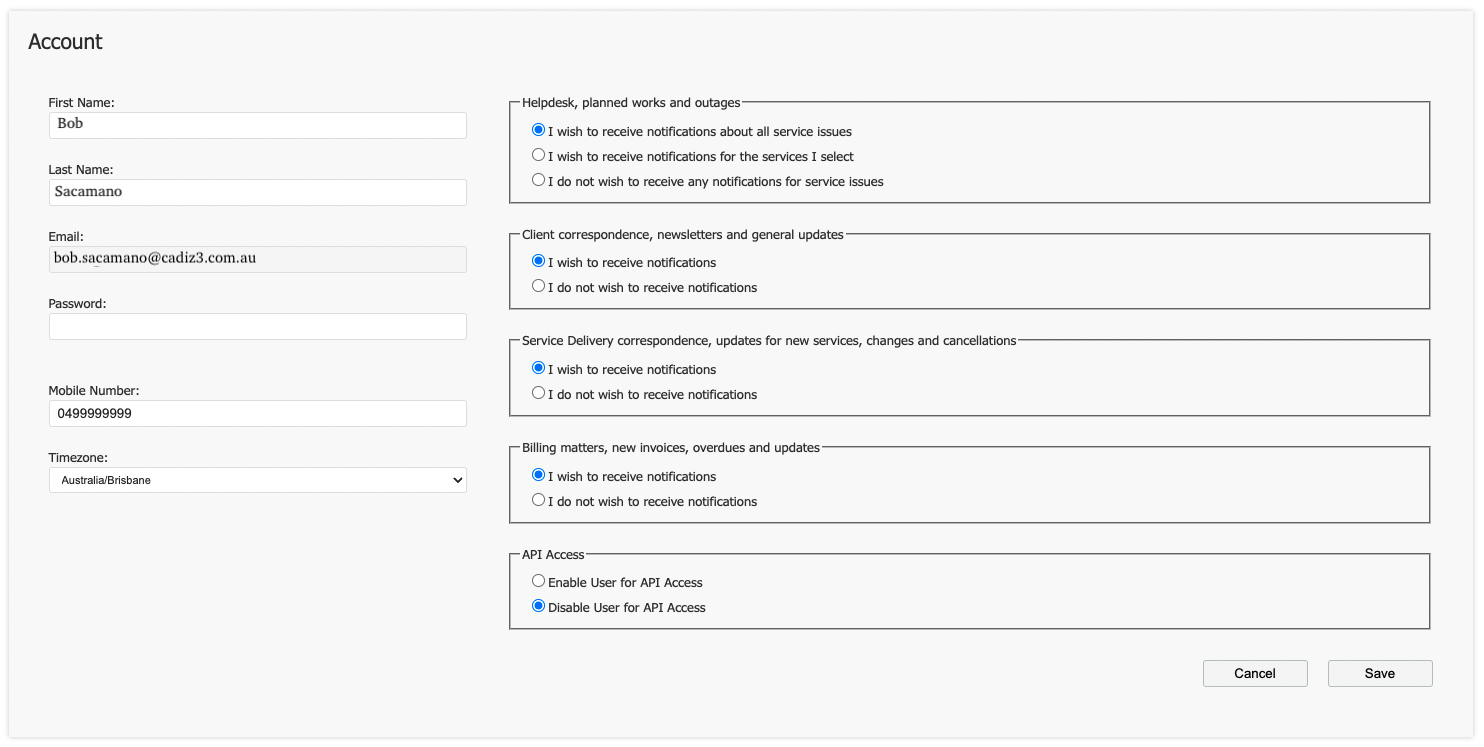 Account
First Name:
Bob
Last Name:
Sacamano
Email:
bob.sacamano@cadiz3.com.au
Password:
Mobile Number:
0499999999
Timezone:
Australia/Brisbane
Helpdesk, planned works and outages
I wish to receive notifications about all service issues
I wish to receive notifications for the services I select
I do not wish to receive any notifications for service issues
Client correspondence, newsletters and general updates
I wish to receive notifications
I do not wish to receive notifications
Service Delivery correspondence, updates for new services, changes and cancellations
I wish to receive notifications
I do not wish to receive notifications
Billing matters, new invoices, overdues and updates
I wish to receive notifications
I do not wish to receive notifications
API Access
Enable User for API Access
Disable User for API Access
Cancel
Save